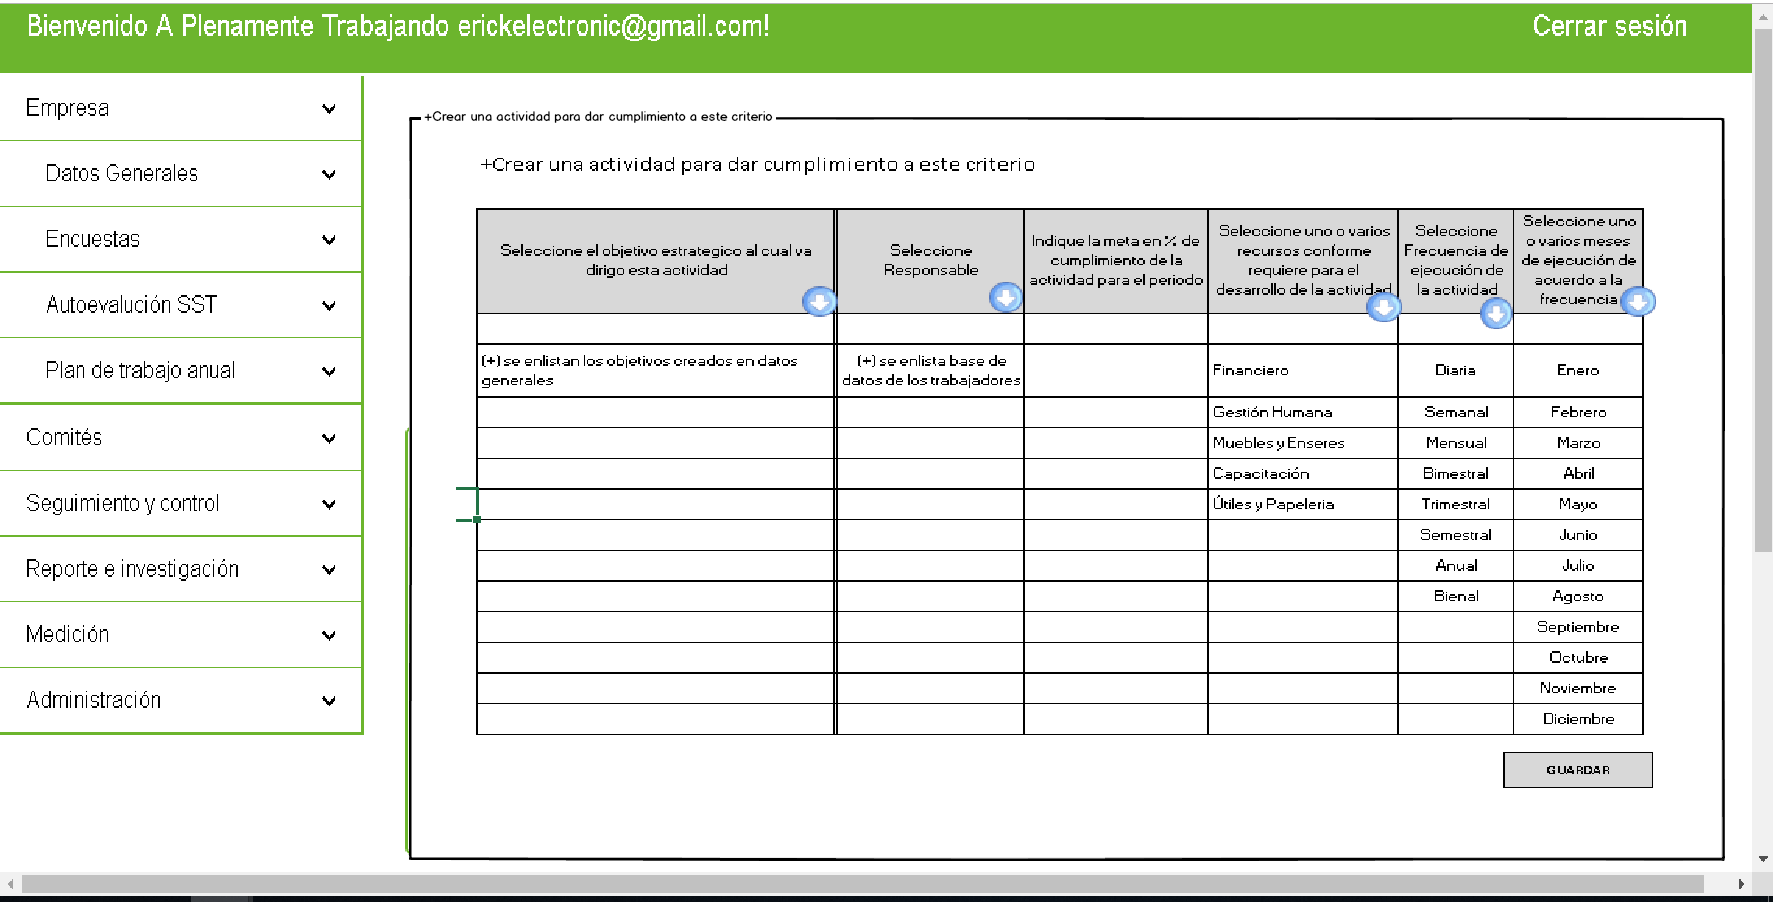 Bienvenido A Plenamente Trabajando erickelectronic@gmail.com!
Cerrar sesión
Empresa
Datos Generales
Encuestas
Autoevalución SST
Plan de trabajo anual
Comités
Seguimiento y control
Reporte e investigación
Medición
Administración
+Crear una actividad para dar cumplimiento a este criterio
+Crear una actividad para dar cumplimiento a este criterio
Seleccione el objetivo estrategico al cual va
dirigo esta actividad
Seleccione
Responsable
Indique la meta en % de
cumplimiento de la
actividad para el periodo
Seleccione uno o varios
recursos conforme
requiere para el
desarrollo de la actividad
Seleccione
Frecuencia de
ejecución de
la actividad
Seleccione uno
o varios meses
de ejecución de
acuerdo a la
frecuencia
(+) se enlistan los objetivos creados en datos
generales
(+) se enlista base de
datos de los trabajadores
Financiero
Diaria
Enero
Gestión Humana
Semanal
Febrero
Muebles y Enseres
Mensual
Marzo
Capacitación
Bimestral
Abril
Útiles y Papeleria
Trimestral
Mayo
Semestral
Junio
Anual
Julio
Bienal
Agosto
Septiembre
Octubre
Noviembre
Diciembre
GUARDAR